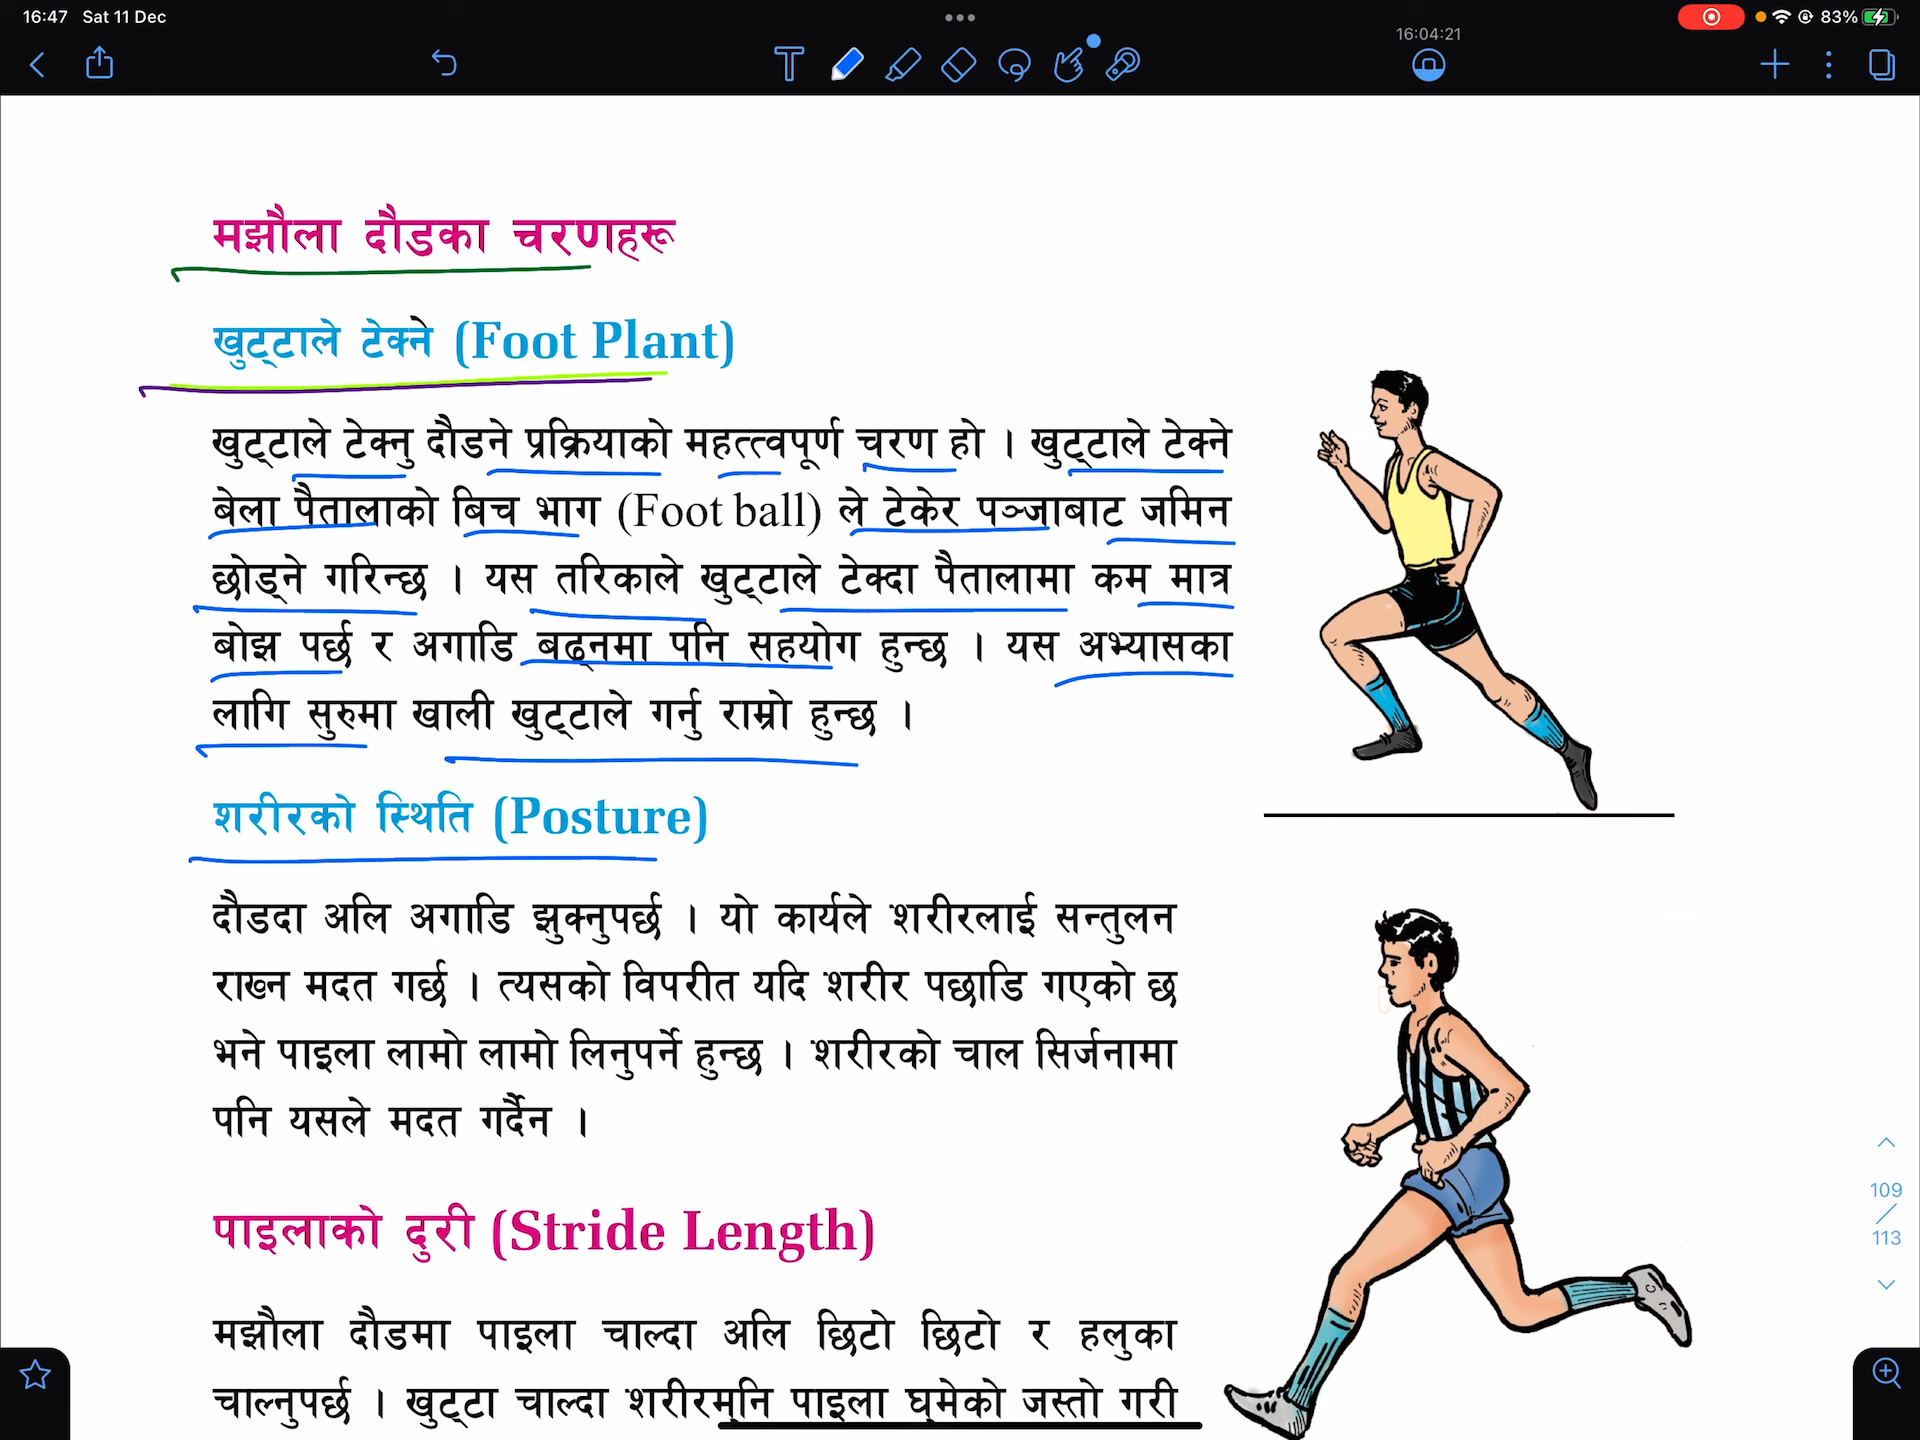 16:47 Sat 11 Dec
83%
16:04:21
मझौला दौडका चरणहरू
खुट्टाले टेक्ने (Foot Plant)
खुट्टाले टेक्नु दौडने प्रक्रियाको महत्त्वपूर्ण चरण हो । खुट्टाले टेक्ने
बेला पैतालाको बिच भाग (Foot ball) ले टेकेर पञ्जाबाट जमिन
छोड्ने गरिन्छ । यस तरिकाले खुट्टाले टेक्दा पैतालामा कम मात्र
बोझ पर्छ र अगाडि बढ्नमा पनि सहयोग हुन्छ । यस अभ्यासका
लागि सुरुमा खाली खुट्टाले गर्नु राम्रो हुन्छ ।
शरीरको स्थिति (Posture)
दौडदा अलि अगाडि झुक्नुपर्छ । यो कार्यले शरीरलाई सन्तुलन
राख्न मदत गर्छ । त्यसको विपरीत यदि शरीर पछाडि गएको छ
भने पाइला लामो लामो लिनुपर्ने हुन्छ । शरीरको चाल सिर्जनामा
पनि यसले मदत गर्दैन ।
109
/
113
पाइलाको दुरी (Stride Length)
मझौला दौडमा पाइला चाल्दा अलि छिटो छिटो र हलुका
चाल्नुपर्छ । खुट्टा चाल्दा शरीरमुनि पाइला घुमेको जस्तो गरी